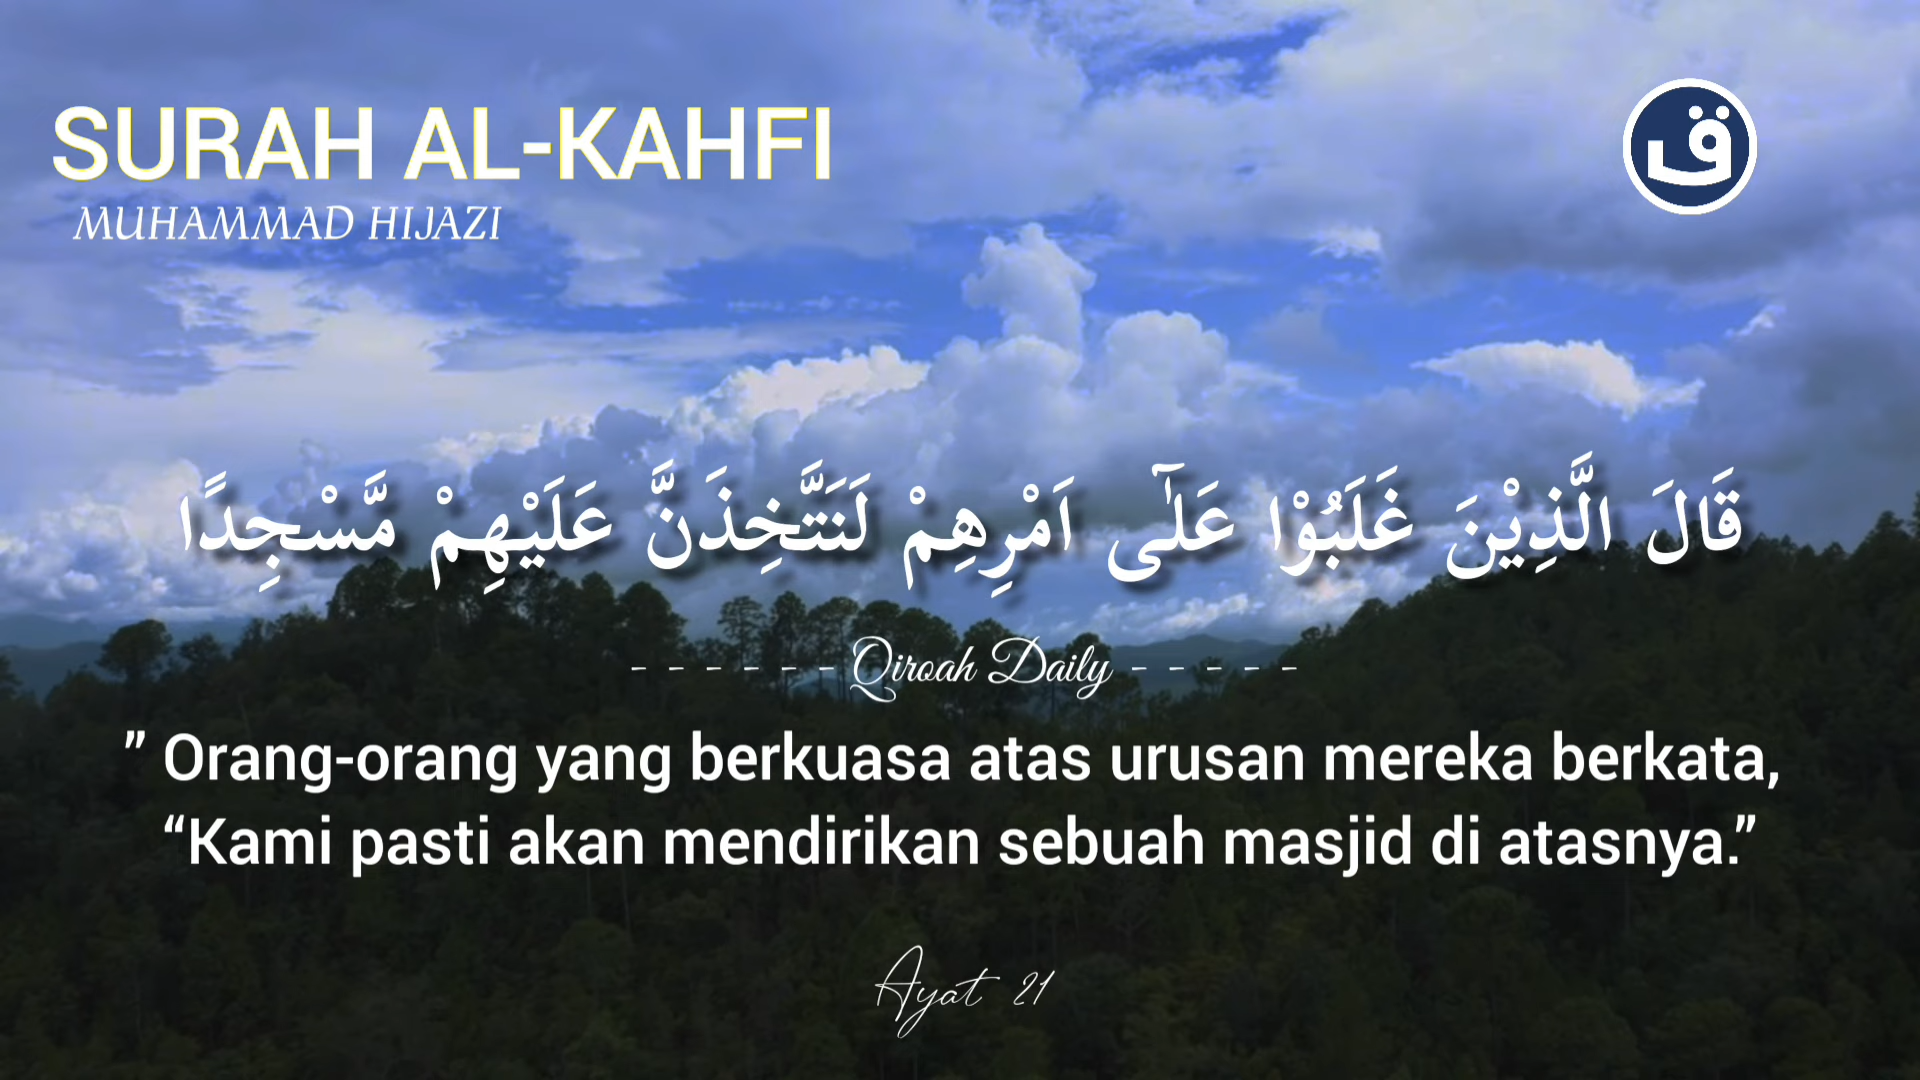 SURAH AL-KAHFI
MUHAMMAD HIJAZI
ق
قَالَ الَّذِيْنَ غَلَبُوْا عَلٰٓى اَمْرِهِمْ لَنَتَّخِذَنَّ عَلَيْهِمْ مَّسْجِدًا
- - - - - - Qiroah Daily - - - - -
” Orang-orang yang berkuasa atas urusan mereka berkata,
“Kami pasti akan mendirikan sebuah masjid di atasnya.”
Ayat 21